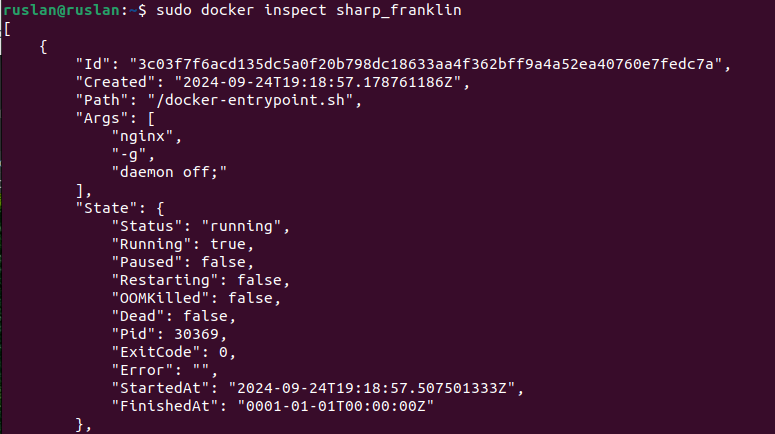 ruslan@ruslan:~$ sudo docker inspect sharp_franklin
[
    {
        "Id": "3c03f7f6acd135dc5a0f20b798dc18633aa4f362bff9a4a52ea40760e7fedc7a",
        "Created": "2024-09-24T19:18:57.178761186Z",
        "Path": "/docker-entrypoint.sh",
        "Args": [
            "nginx",
            "-g",
            "daemon off;"
        ],
        "State": {
            "Status": "running",
            "Running": true,
            "Paused": false,
            "Restarting": false,
            "OOMKilled": false,
            "Dead": false,
            "Pid": 30369,
            "ExitCode": 0,
            "Error": "",
            "StartedAt": "2024-09-24T19:18:57.507501333Z",
            "FinishedAt": "0001-01-01T00:00:00Z"
        },